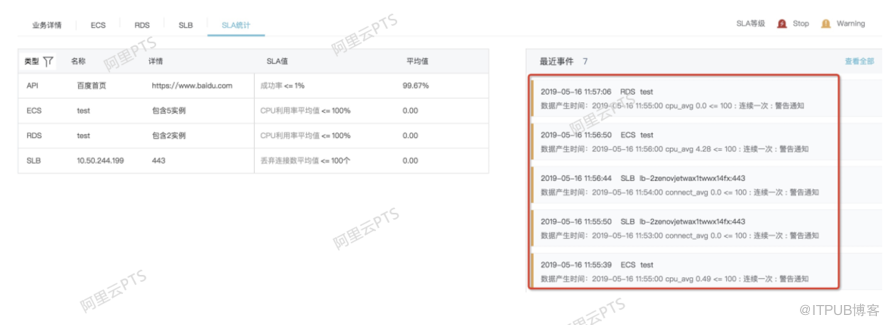 业务详情 ECS RDS SLB SLA统计
SLA等级 Stop Warning
类型 名称 详情 SLA值 平均值
API 百度首页 https://www.baidu.com 成功率 <= 1% 99.67%
ECS test 包含5实例 CPU利用率平均值 <= 100% 0.00
RDS test 包含2实例 CPU利用率平均值 <= 100% 0.00
SLB 10.50.244.199 443 丢弃连接数平均值 <= 100个 0.00
最近事件 7 查看全部
2019-05-16 11:57:06 RDS test
数据产生时间：2019-05-16 11:55:00 cpu_avg 0.0 <= 100：连续一次：警告通知
2019-05-16 11:56:50 ECS test
数据产生时间：2019-05-16 11:56:00 cpu_avg 4.28 <= 100：连续一次：警告通知
2019-05-16 11:56:44 SLB lb-2zenovjetwax1twwx14fx:443
数据产生时间：2019-05-16 11:54:00 connect_avg 0.0 <= 100：连续一次：警告通知
2019-05-16 11:55:50 SLB lb-2zenovjetwax1twwx14fx:443
数据产生时间：2019-05-16 11:53:00 connect_avg 0.0 <= 100：连续一次：警告通知
2019-05-16 11:55:39 ECS test
数据产生时间：2019-05-16 11:55:00 cpu_avg 0.49 <= 100：连续一次：警告通知
阿里云PTS
阿里云PTS
阿里云PTS
阿里云PTS
阿里云PTS
阿里云PTS
@ITPUB博客